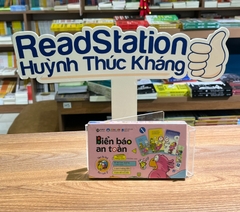 ReadStation
Huỳnh Thúc Kháng
Biển báo
an toàn